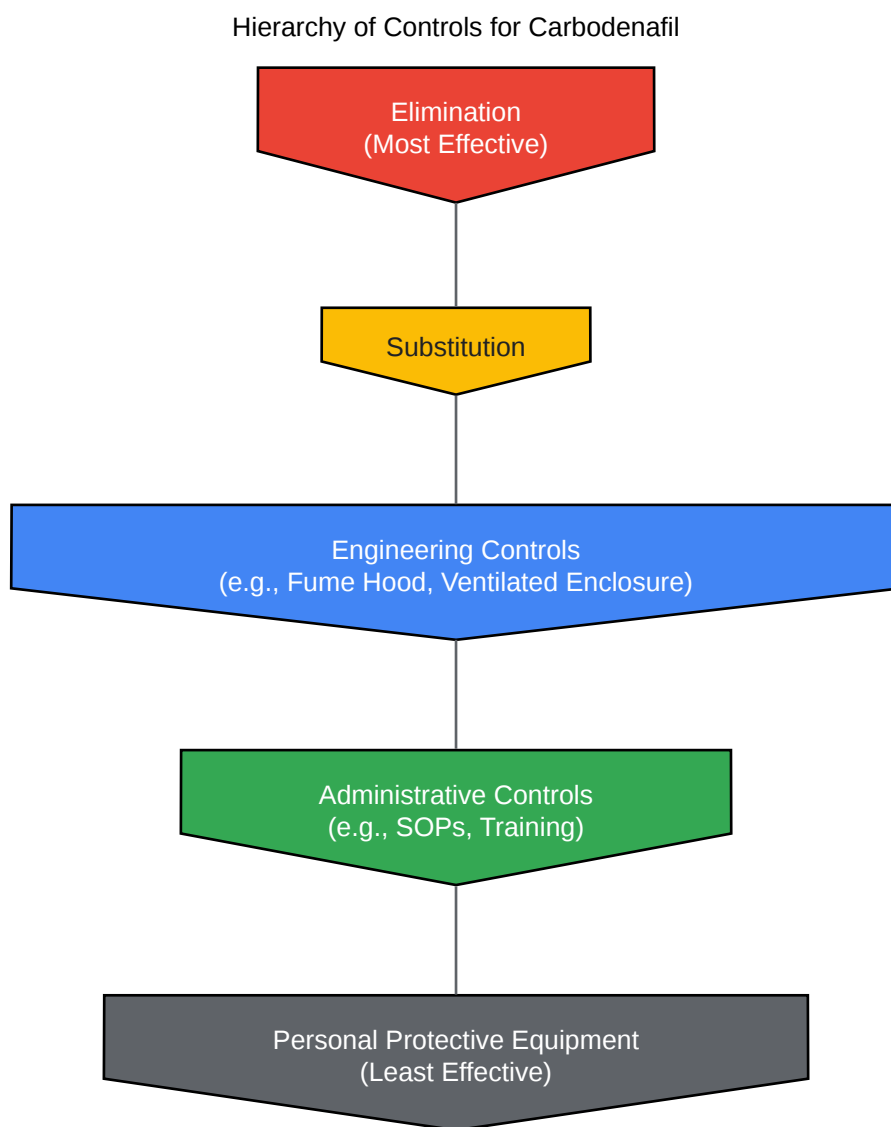 Hierarchy of Controls for Carbodenafil
Elimination
(Most Effective)
Substitution
Engineering Controls
(e.g., Fume Hood, Ventilated Enclosure)
Administrative Controls
(e.g., SOPs, Training)
Personal Protective Equipment
(Least Effective)